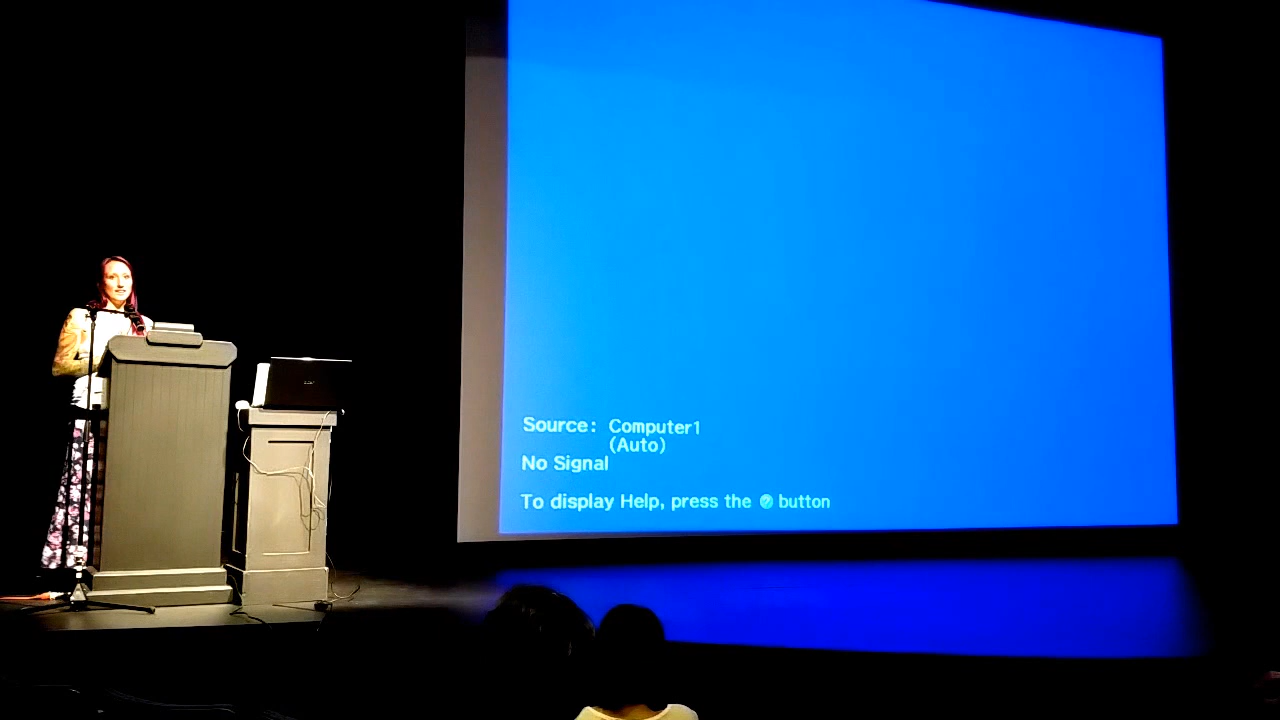 Source: Computer1
(Auto)
No Signal
To display Help, press the ? button